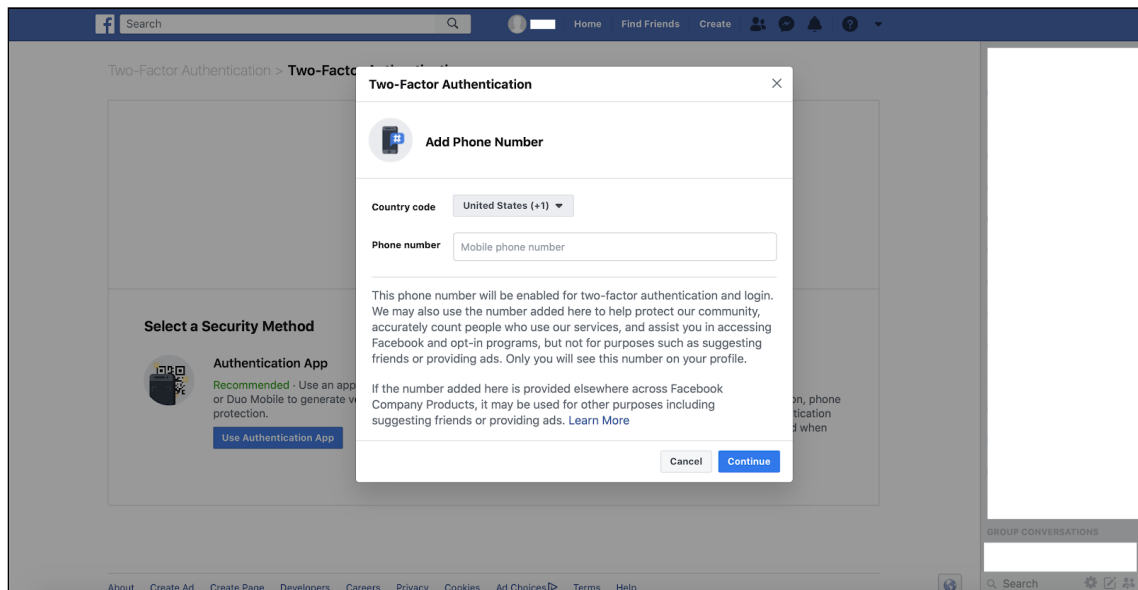 f Search Home Find Friends Create
Two-Factor Authentication > Two-Facto
Two-Factor Authentication
Add Phone Number
Country code United States (+1)
Phone number Mobile phone number
This phone number will be enabled for two-factor authentication and login.
We may also use the number added here to help protect our community,
accurately count people who use our services, and assist you in accessing
Facebook and opt-in programs, but not for purposes such as suggesting
friends or providing ads. Only you will see this number on your profile.
If the number added here is provided elsewhere across Facebook
Company Products, it may be used for other purposes including
suggesting friends or providing ads. Learn More
Cancel Continue
Select a Security Method
Authentication App
Recommended · Use an app
or Duo Mobile to generate ve
protection.
Use Authentication App
on, phone
tication
d when
GROUP CONVERSATIONS
Search
About Create Ad Create Page Developers Careers Privacy Cookies Ad Choices Terms Help